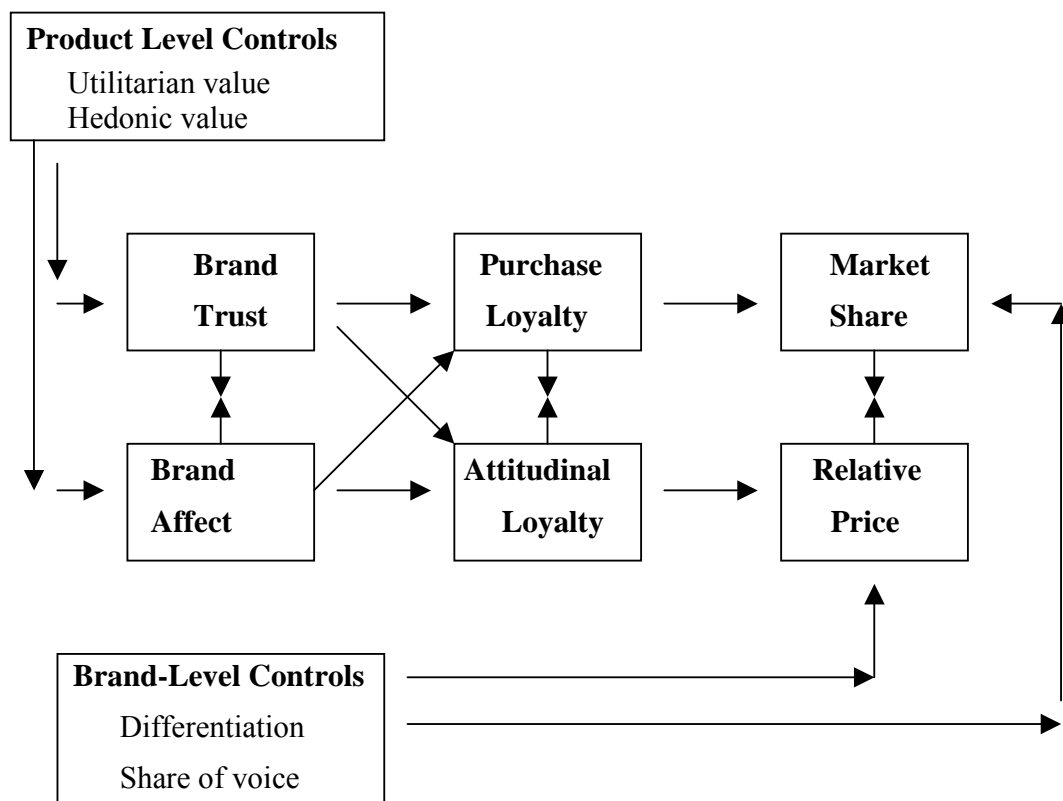 Product Level Controls
Utilitarian value
Hedonic value
Brand
Trust
Purchase
Loyalty
Market
Share
Brand
Affect
Attitudinal
Loyalty
Relative
Price
Brand-Level Controls
Differentiation
Share of voice